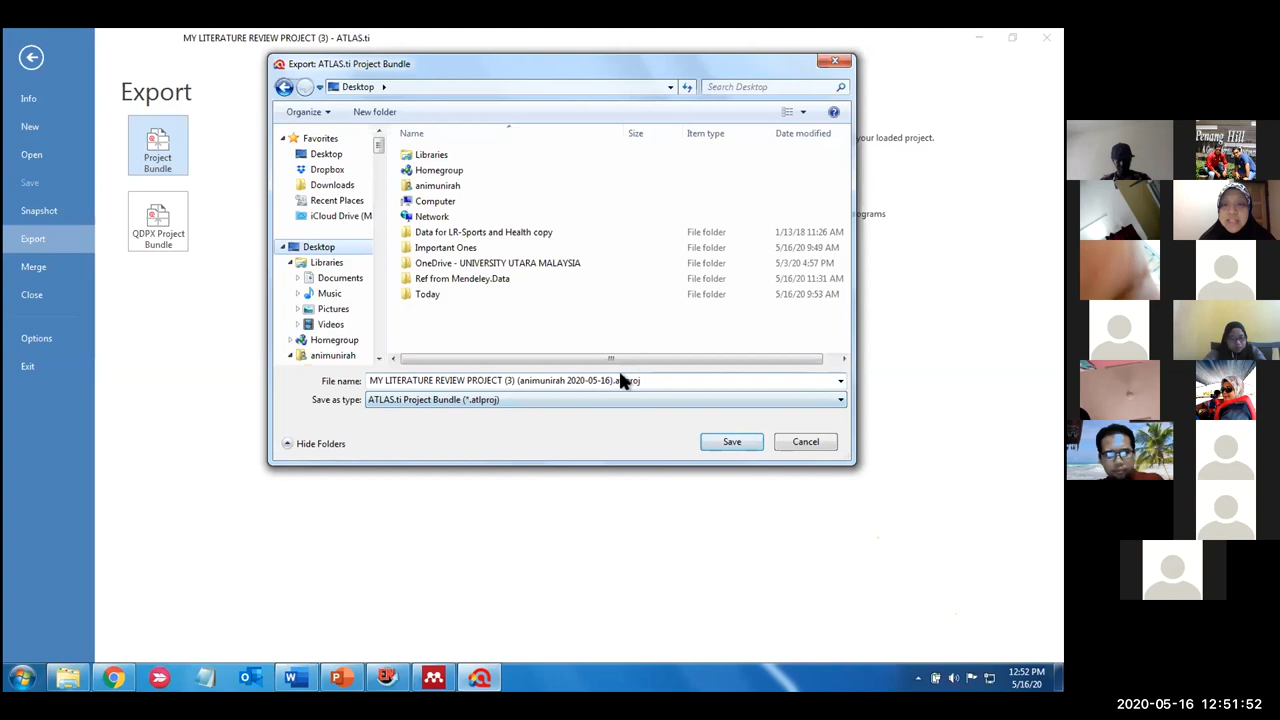 MY LITERATURE REVIEW PROJECT (3) - ATLAS.ti
Info
New
Open
Save
Snapshot
Export
Merge
Close
Options
Exit
Export
Project
Bundle
QDPX Project
Bundle
your loaded project.
Export: ATLAS.ti Project Bundle
Desktop
Search Desktop
Organize
New folder
Name
Size
Item type
Date modified
Favorites
Desktop
Dropbox
Downloads
Recent Places
iCloud Drive (M
Desktop
Libraries
Documents
Music
Pictures
Videos
Homegroup
animunirah
Libraries
Homegroup
animunirah
Computer
Network
Data for LR-Sports and Health copy File folder 1/13/18 11:26 AM
Important Ones File folder 5/16/20 9:49 AM
OneDrive - UNIVERSITY UTARA MALAYSIA File folder 5/3/20 4:57 PM
Ref from Mendeley.Data File folder 5/16/20 11:31 AM
Today File folder 5/16/20 9:53 AM
File name: MY LITERATURE REVIEW PROJECT (3) (animunirah 2020-05-16).atlproj
Save as type: ATLAS.ti Project Bundle (*.atlproj)
Hide Folders
Save
Cancel
Penang Hill
12:52 PM
5/16/20
2020-05-16 12:51:52